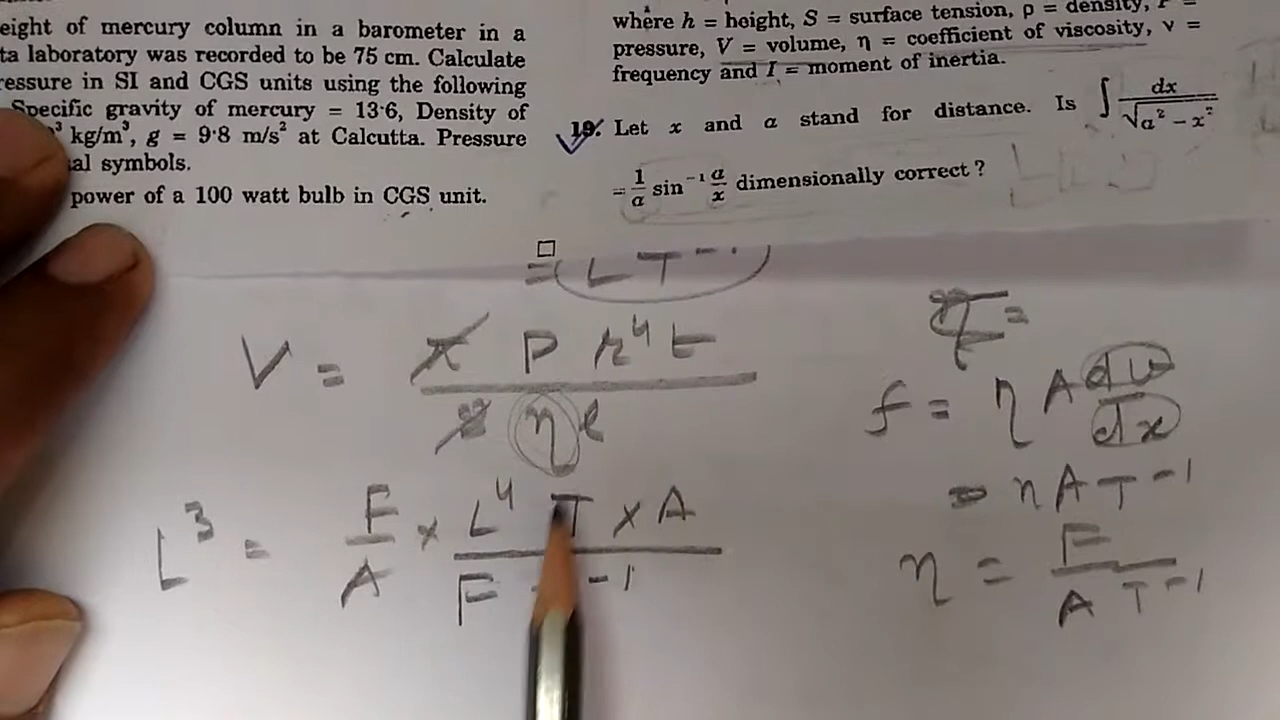 eight of mercury column in a barometer in a
ta laboratory was recorded to be 75 cm. Calculate
essure in SI and CGS units using the following
Specific gravity of mercury = 13·6, Density of
kg/m³, g = 9·8 m/s² at Calcutta. Pressure
al symbols.
power of a 100 watt bulb in CGS unit.
where h = height, S = surface tension, ρ = density,
pressure, V = volume, η = coefficient of viscosity, ν =
frequency and I = moment of inertia.
19. Let x and a stand for distance. Is ∫ dx / √(a² − x²)
= 1/a sin⁻¹ a/x dimensionally correct ?
= L T⁻¹
V = π P r⁴ t / 8 η l
L³ = F/A × L⁴ T × A / F T⁻¹
η =
f = η A dv/dx
= η A T⁻¹
η = F / A T⁻¹